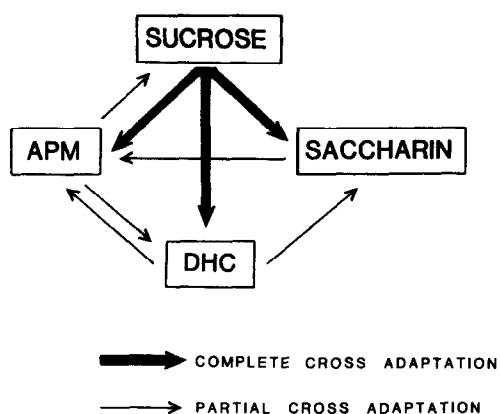 SUCROSE
APM
SACCHARIN
DHC
COMPLETE CROSS ADAPTATION
PARTIAL CROSS ADAPTATION